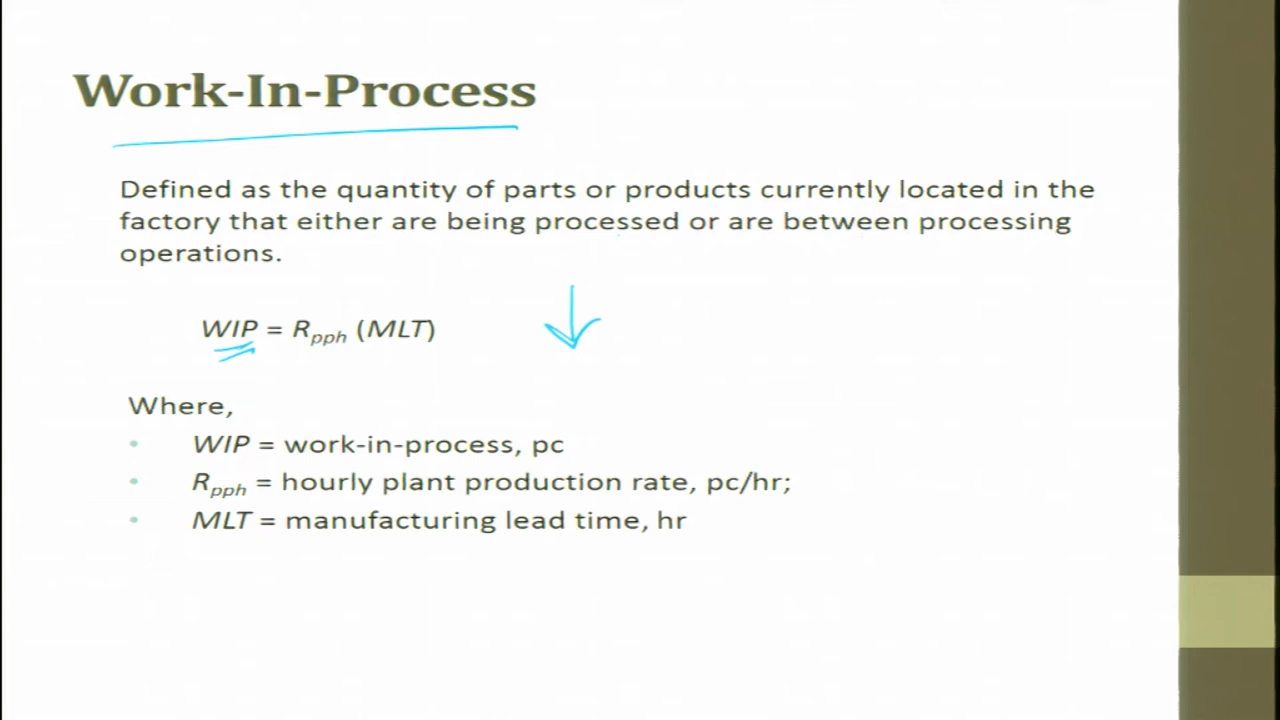 Work-In-Process
Defined as the quantity of parts or products currently located in the
factory that either are being processed or are between processing
operations.
WIP = Rpph (MLT)
Where,
• WIP = work-in-process, pc
• Rpph = hourly plant production rate, pc/hr;
• MLT = manufacturing lead time, hr